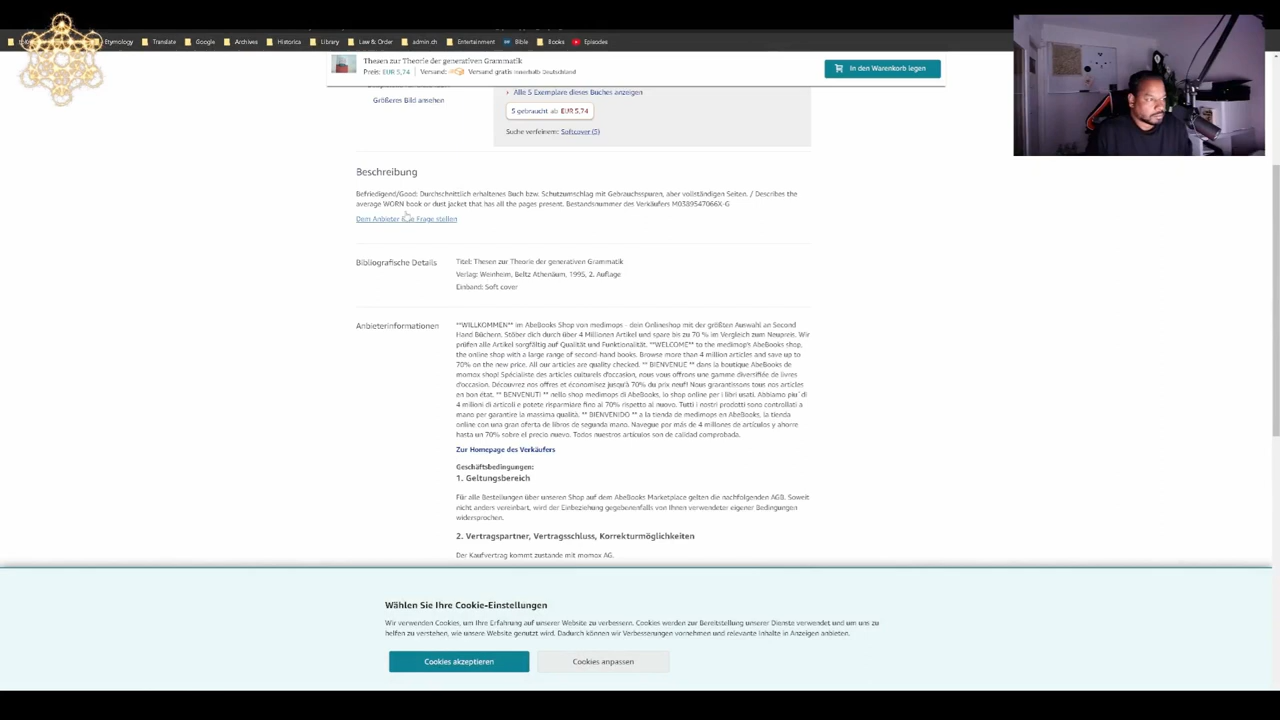 Etymology
Translate
Google
Archives
Historica
Library
Law & Order
admin.ch
Entertainment
Bible
Books
Episodes
Thesen zur Theorie der generativen Grammatik
Preis: EUR 5,74 Versand: Versand gratis innerhalb Deutschland
In den Warenkorb legen
Größeres Bild ansehen
Alle 5 Exemplare dieses Buches anzeigen
5 gebraucht ab EUR 5,74
Suche verfeinern: Softcover (5)
Beschreibung
Befriedigend/Good: Durchschnittlich erhaltenes Buch bzw. Schutzumschlag mit Gebrauchsspuren, aber vollständigen Seiten. / Describes the
average WORN book or dust jacket that has all the pages present. Bestandsnummer des Verkäufers M0389547066X-G
Dem Anbieter Frage stellen
Bibliografische Details
Titel: Thesen zur Theorie der generativen Grammatik
Verlag: Weinheim, Beltz Athenäum, 1995, 2. Auflage
Einband: Soft cover
Anbieterinformationen
**WILLKOMMEN** im AbeBooks Shop von medimops - dein Onlineshop mit der größten Auswahl an Second
Hand Büchern. Stöber dich durch über 4 Millionen Artikel und spare bis zu 70 % im Vergleich zum Neupreis. Wir
prüfen alle Artikel sorgfältig auf Qualität und Funktionalität. **WELCOME** to the medimop's AbeBooks shop,
the online shop with a large range of second-hand books. Browse more than 4 million articles and save up to
70% on the new price. All our articles are quality checked. ** BIENVENUE ** dans la boutique AbeBooks de
momox shop! Spécialiste des articles culturels d'occasion, nous vous offrons une gamme diversifiée de livres
d'occasion. Découvrez nos offres et économisez jusqu'à 70% du prix neuf! Nous garantissons tous nos articles
en bon état. ** BENVENUTI ** nella shop medimops di AbeBooks, lo shop online per i libri usati. Abbiamo piu´di
4 milioni di articoli e potete risparmiare fino al 70% rispetto al nuovo. Tutti i nostri prodotti sono controllati a
mano per garantire la massima qualità. ** BIENVENIDO ** a la tienda de medimops en AbeBooks, la tienda
online con una gran oferta de libros de segunda mano. Navegue por más de 4 millones de artículos y ahorre
hasta un 70% sobre el precio nuevo. Todos nuestros artículos son de calidad comprobada.
Zur Homepage des Verkäufers
Geschäftsbedingungen:
1. Geltungsbereich
Für alle Bestellungen über unseren Shop auf dem AbeBooks Marketplace gelten die nachfolgenden AGB. Soweit
nicht anders vereinbart, wird der Einbeziehung gegebenenfalls von Ihnen verwendeter eigener Bedingungen
widersprochen.
2. Vertragspartner, Vertragsschluss, Korrekturmöglichkeiten
Der Kaufvertrag kommt zustande mit momox AG.
Wählen Sie Ihre Cookie-Einstellungen
Wir verwenden Cookies, um Ihre Erfahrung auf unserer Website zu verbessern. Cookies werden zur Bereitstellung unserer Dienste verwendet und um uns zu
helfen zu verstehen, wie unsere Website genutzt wird. Dadurch können wir Verbesserungen vornehmen und relevante Inhalte in Anzeigen anbieten.
Cookies akzeptieren
Cookies anpassen